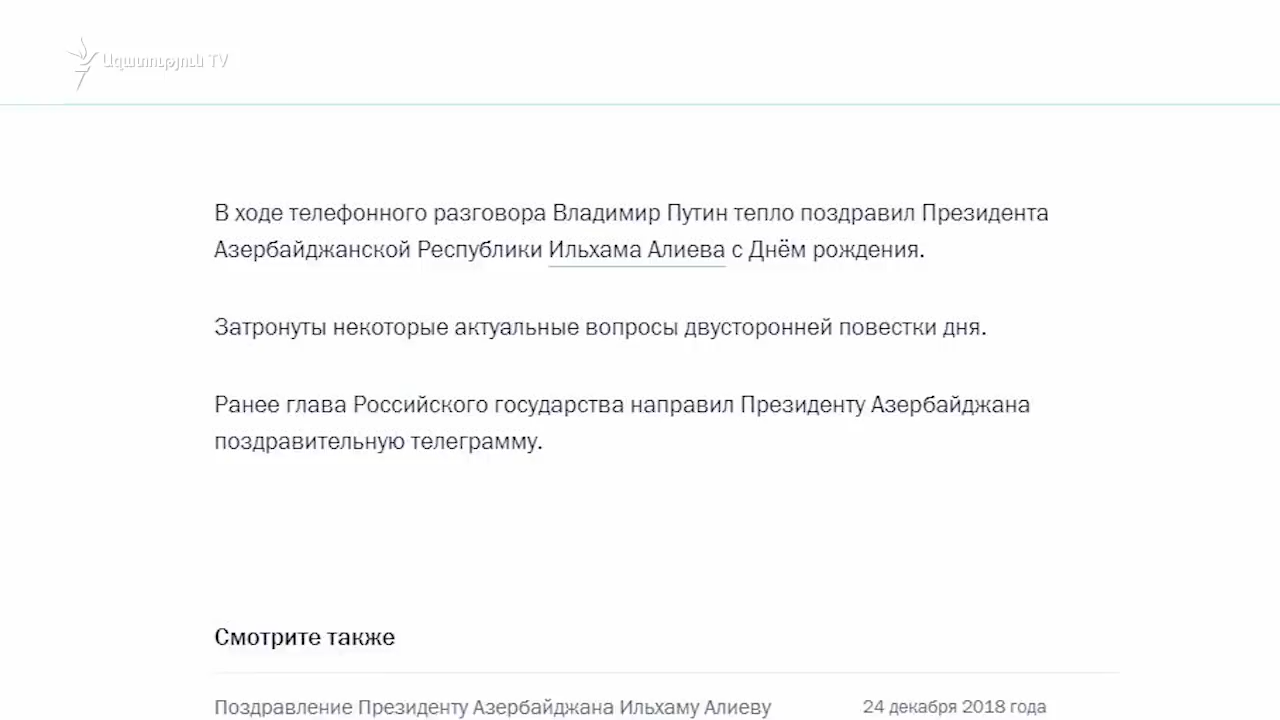 Ազատություն TV
В ходе телефонного разговора Владимир Путин тепло поздравил Президента
Азербайджанской Республики Ильхама Алиева с Днём рождения.
Затронуты некоторые актуальные вопросы двусторонней повестки дня.
Ранее глава Российского государства направил Президенту Азербайджана
поздравительную телеграмму.
Смотрите также
Поздравление Президенту Азербайджана Ильхаму Алиеву 24 декабря 2018 года